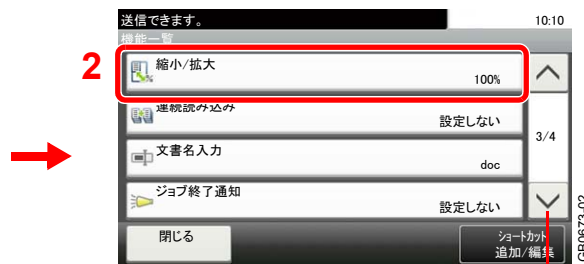 送信できます。 10:10
機能一覧
2
縮小/拡大
100%
連続読み込み
設定しない
3/4
文書名入力
doc
ジョブ終了通知
設定しない
閉じる
ショートカット
追加/編集
GB0673-02